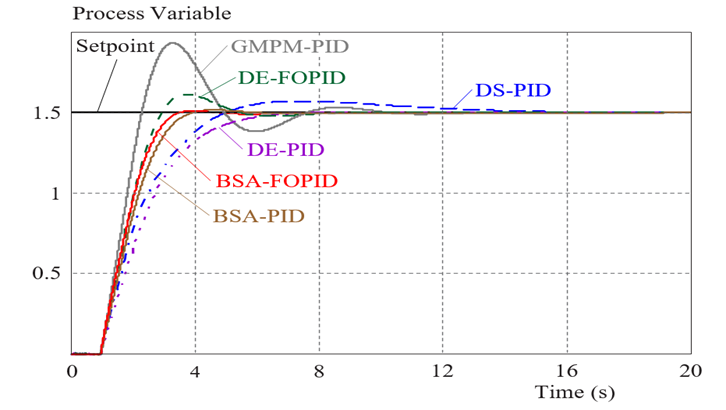 Process Variable
Setpoint
GMPM-PID
DE-FOPID
DS-PID
1.5
DE-PID
BSA-FOPID
1
BSA-PID
0.5
0 4 8 12 16 20
Time (s)